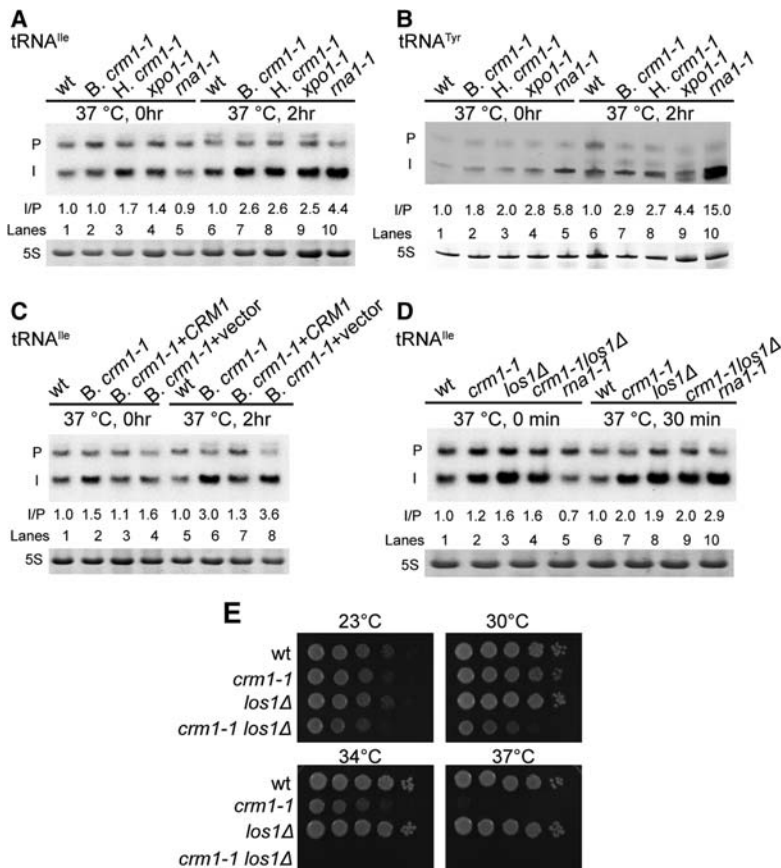 A
tRNAIle
wt B. crm1-1 H. crm1-1 xpo1-1 rna1-1 wt B. crm1-1 H. crm1-1 xpo1-1 rna1-1
37 °C, 0hr 37 °C, 2hr
P
I
I/P 1.0 1.0 1.7 1.4 0.9 1.0 2.6 2.6 2.5 4.4
Lanes 1 2 3 4 5 6 7 8 9 10
5S
B
tRNATyr
wt B. crm1-1 H. crm1-1 xpo1-1 rna1-1 wt B. crm1-1 H. crm1-1 xpo1-1 rna1-1
37 °C, 0hr 37 °C, 2hr
P
I
I/P 1.0 1.8 2.0 2.8 5.8 1.0 2.9 2.7 4.4 15.0
Lanes 1 2 3 4 5 6 7 8 9 10
5S
C
tRNAIle
wt B. crm1-1 B. crm1-1+CRM1 B. crm1-1+vector wt B. crm1-1 B. crm1-1+CRM1 B. crm1-1+vector
37 °C, 0hr 37 °C, 2hr
P
I
I/P 1.0 1.5 1.1 1.6 1.0 3.0 1.3 3.6
Lanes 1 2 3 4 5 6 7 8
5S
D
tRNAIle
wt crm1-1 los1Δ crm1-1los1Δ rna1-1 wt crm1-1 los1Δ crm1-1los1Δ rna1-1
37 °C, 0 min 37 °C, 30 min
P
I
I/P 1.0 1.2 1.6 1.6 0.7 1.0 2.0 1.9 2.0 2.9
Lanes 1 2 3 4 5 6 7 8 9 10
5S
E
23°C 30°C
wt
crm1-1
los1Δ
crm1-1 los1Δ
34°C 37°C
wt
crm1-1
los1Δ
crm1-1 los1Δ